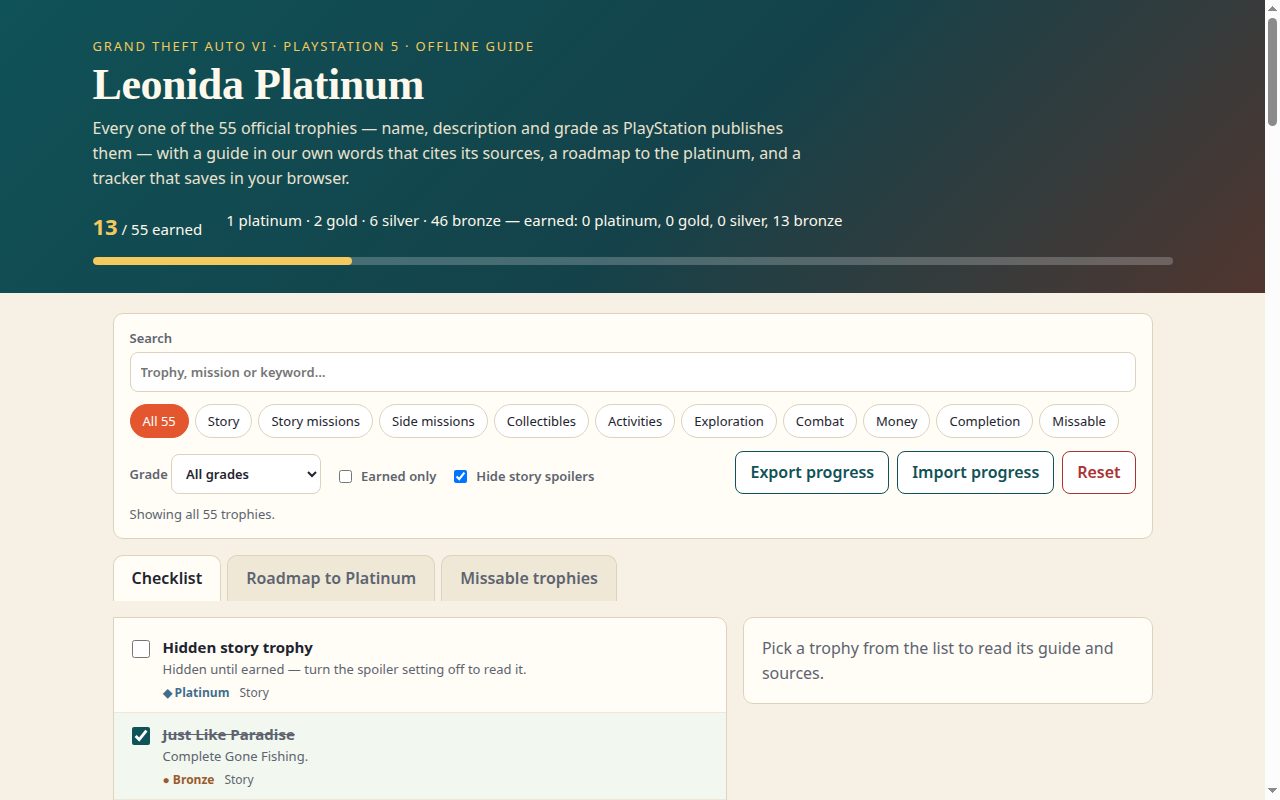 GRAND THEFT AUTO VI · PLAYSTATION 5 · OFFLINE GUIDE
Leonida Platinum
Every one of the 55 official trophies — name, description and grade as PlayStation publishes
them — with a guide in our own words that cites its sources, a roadmap to the platinum, and a
tracker that saves in your browser.
13 / 55 earned
1 platinum · 2 gold · 6 silver · 46 bronze — earned: 0 platinum, 0 gold, 0 silver, 13 bronze
Search
Trophy, mission or keyword...
All 55 Story Story missions Side missions Collectibles Activities Exploration Combat Money Completion Missable
Grade All grades Earned only Hide story spoilers Export progress Import progress Reset
Showing all 55 trophies.
Checklist Roadmap to Platinum Missable trophies
Hidden story trophy
Hidden until earned — turn the spoiler setting off to read it.
◆ Platinum Story
Just Like Paradise
Complete Gone Fishing.
● Bronze Story
Pick a trophy from the list to read its guide and
sources.